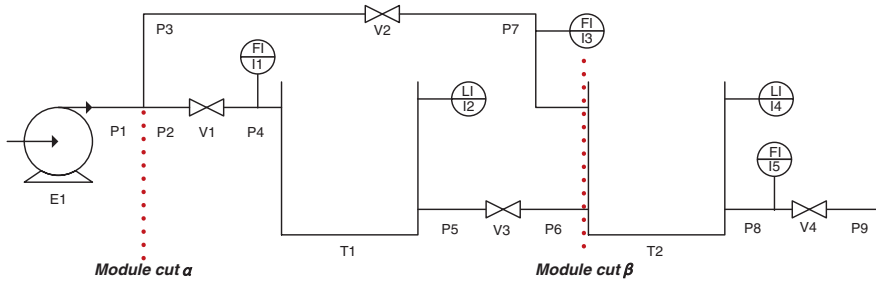 P3
V2
P7
FI
I3
FI
I1
LI
I2
LI
I4
P1
P2
V1
P4
FI
I5
E1
P5
V3
P6
P8
V4
P9
T1
T2
Module cut α
Module cut β